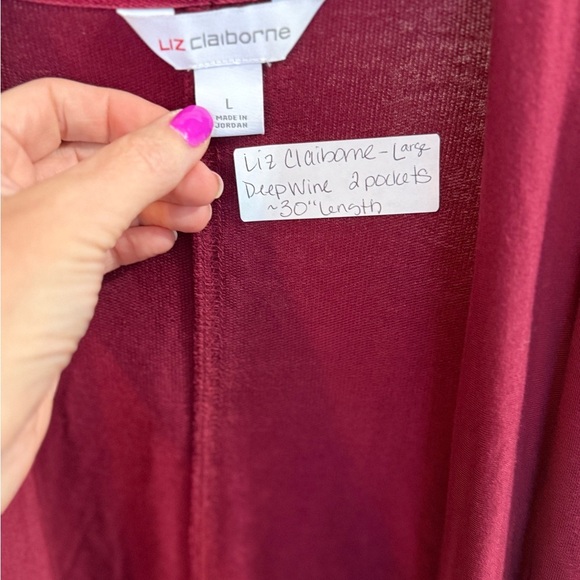 LIZ claiborne
L
MADE IN
JORDAN
Liz Claiborne - Large
Deep Wine 2 pockets
~30" Length